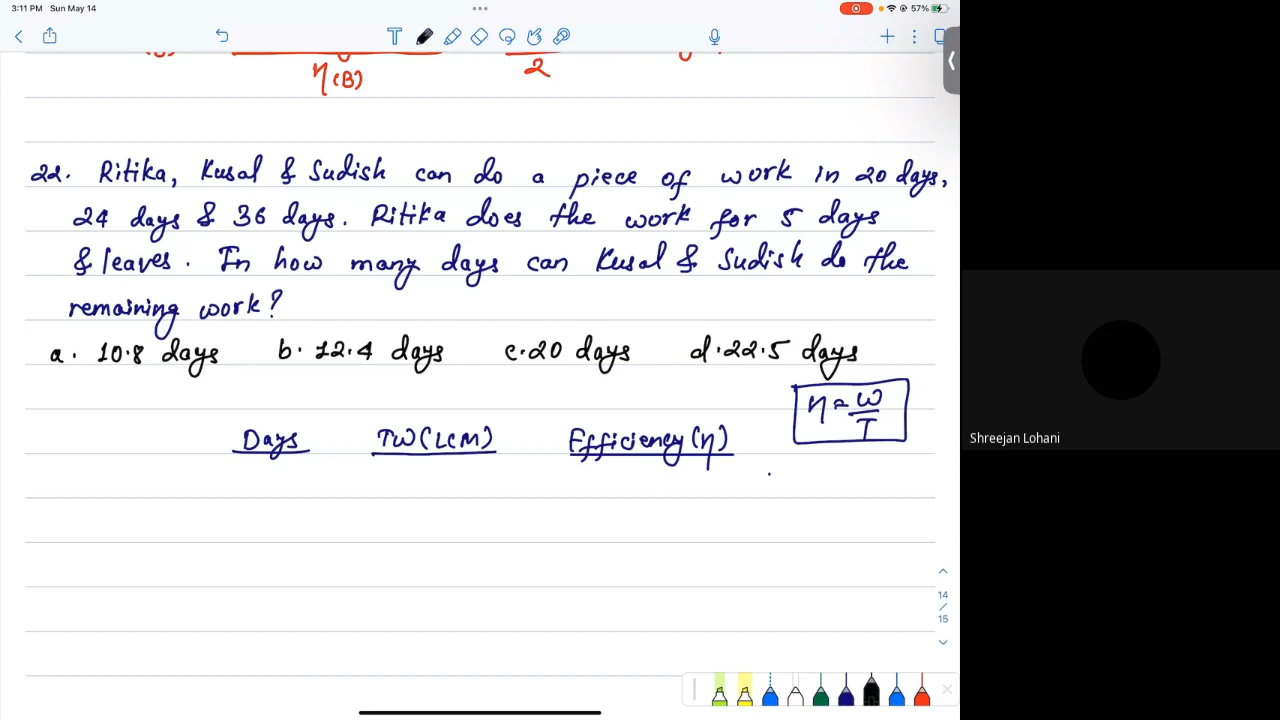 3:11 PM Sun May 14
57%
T
η(B)
2
22. Ritika, Kusal & Sudish can do a piece of work in 20 days,
24 days & 36 days. Ritika does the work for 5 days
& leaves. In how many days can Kusal & Sudish do the
remaining work?
a. 10.8 days b. 12.4 days c. 20 days d. 22.5 days
η = W/T
Days TW(LCM) Efficiency(η)
Shreejan Lohani
14
/
15